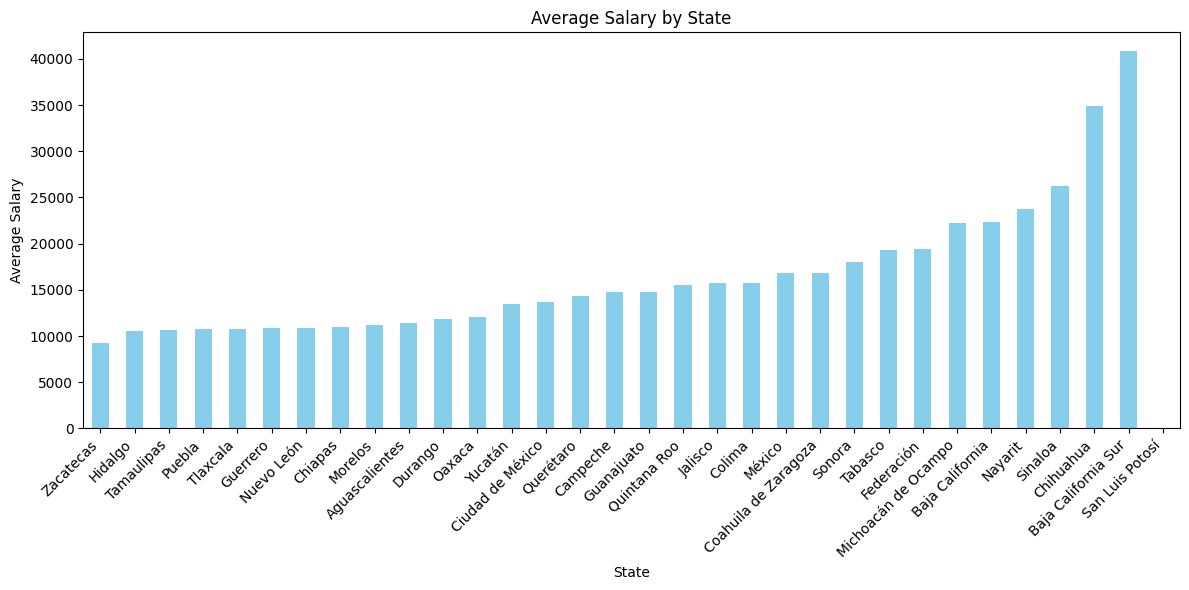 Average Salary by State
Average Salary
40000
35000
30000
25000
20000
15000
10000
5000
0
Zacatecas
Hidalgo
Tamaulipas
Puebla
Tlaxcala
Guerrero
Nuevo León
Chiapas
Morelos
Aguascalientes
Durango
Oaxaca
Yucatán
Ciudad de México
Querétaro
Campeche
Guanajuato
Quintana Roo
Jalisco
Colima
México
Coahuila de Zaragoza
Sonora
Tabasco
Federación
Michoacán de Ocampo
Baja California
Nayarit
Sinaloa
Chihuahua
Baja California Sur
San Luis Potosí
State